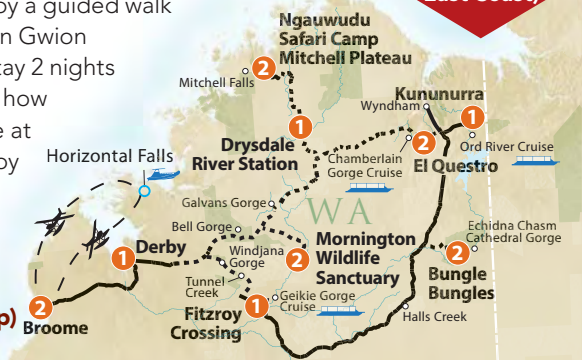 y a guided walk
n Gwion
tay 2 nights
how
e at
by
p)
East Coast,
Ngauwudu
Safari Camp
Mitchell Plateau
2
Mitchell Falls
Kununurra
Wyndham
1
1
Drysdale
River Station
2
Ord River Cruise
Chamberlain
Gorge Cruise
El Questro
Horizontal Falls
Galvans Gorge
WA
Bell Gorge
Echidna Chasm
Cathedral Gorge
1
Derby
Windjana
Gorge
2
Mornington
Wildlife
Sanctuary
2
Bungle
Bungles
Tunnel
Creek
Geikie Gorge
Cruise
1
2
Broome
Fitzroy
Crossing
Halls Creek